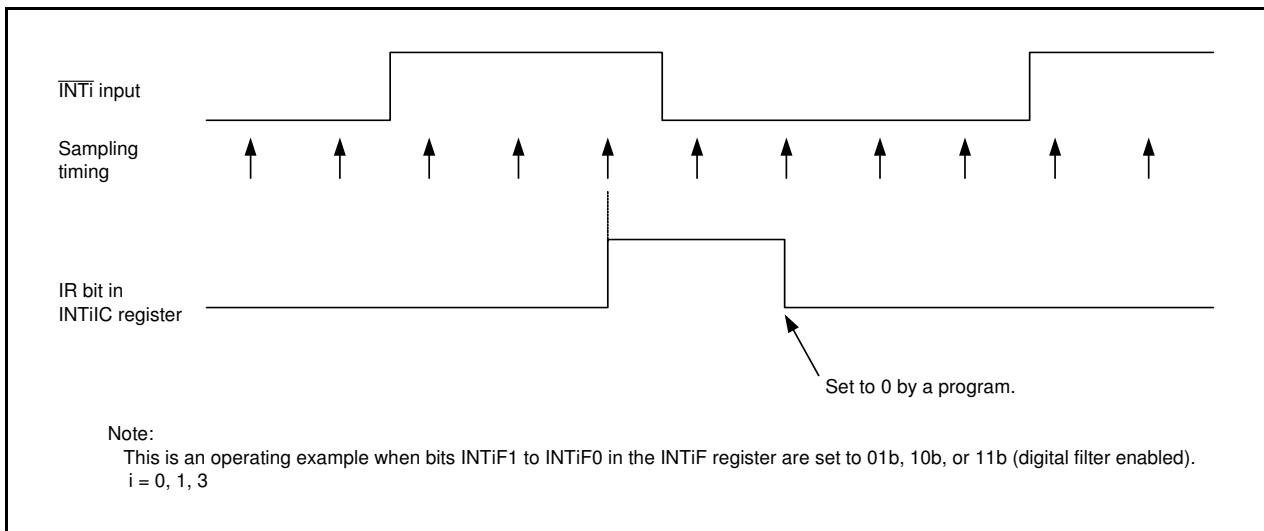 INTi input
Sampling
timing
IR bit in
INTiIC register
Set to 0 by a program.
Note:
This is an operating example when bits INTiF1 to INTiF0 in the INTiF register are set to 01b, 10b, or 11b (digital filter enabled).
i = 0, 1, 3